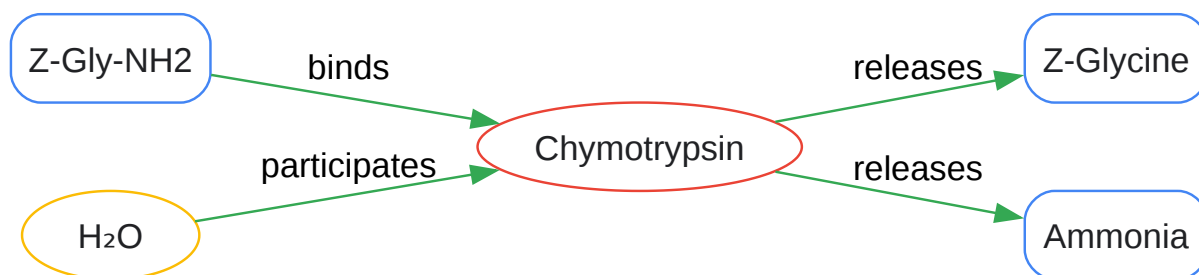 Z-Gly-NH2
binds
releases
Z-Glycine
Chymotrypsin
participates
releases
H₂O
Ammonia